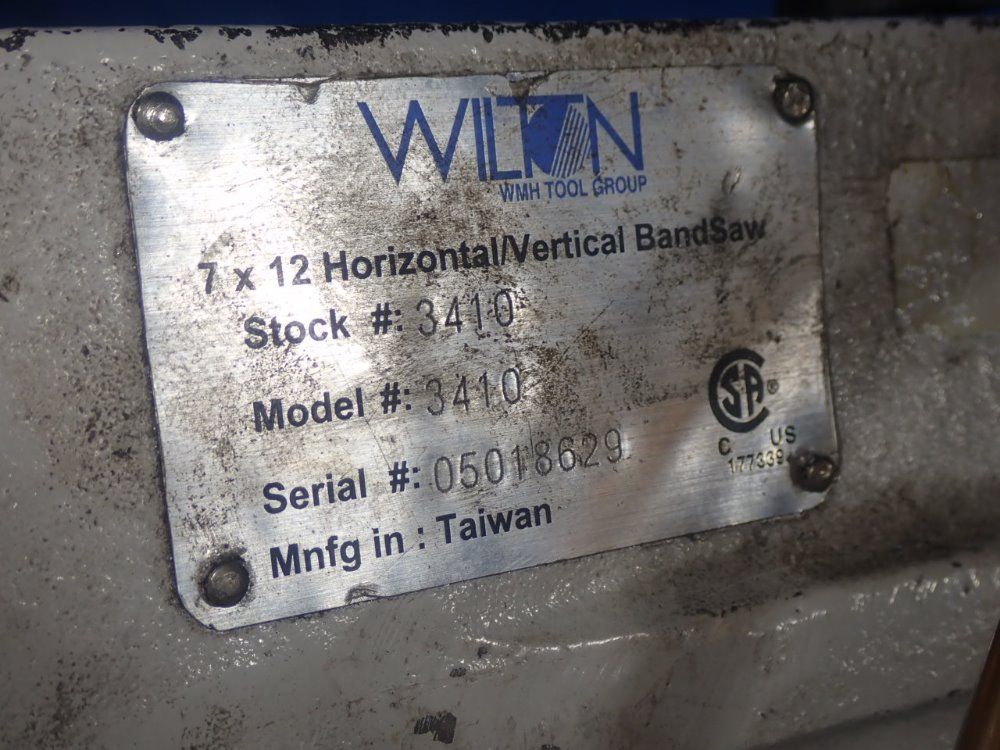 WILTON
WMH TOOL GROUP
7 x 12 Horizontal/Vertical BandSaw
Stock #: 3410
Model #: 3410
Serial #: 05018629
Mnfg in : Taiwan
CSA®
C US
177339